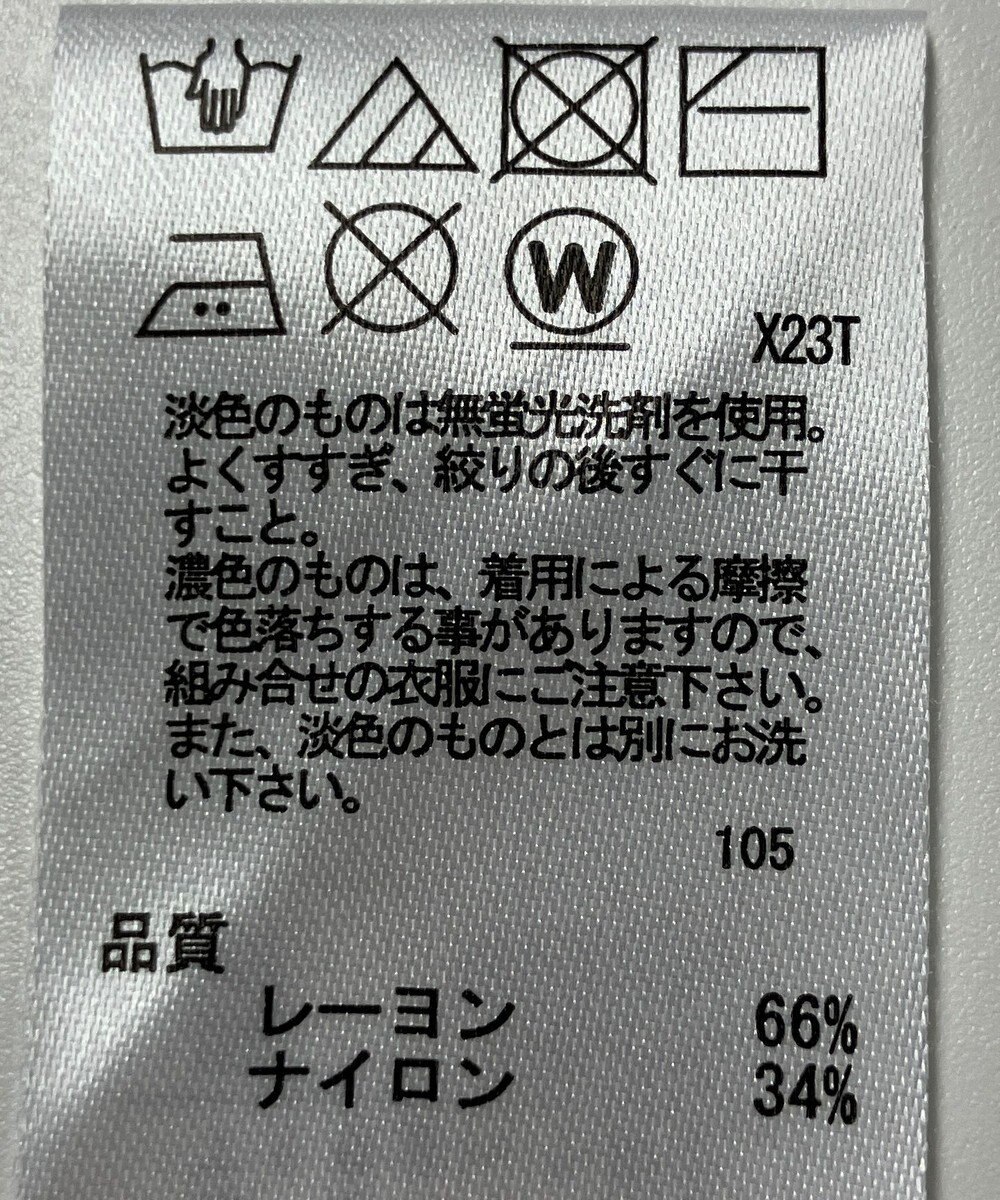 W
X23T
淡色のものは無蛍光洗剤を使用。
よくすすぎ、絞りの後すぐに干
すこと。
濃色のものは、着用による摩擦
で色落ちする事がありますので、
組み合せの衣服にご注意下さい。
また、淡色のものとは別にお洗
い下さい。
105
品質
レーヨン 66%
ナイロン 34%